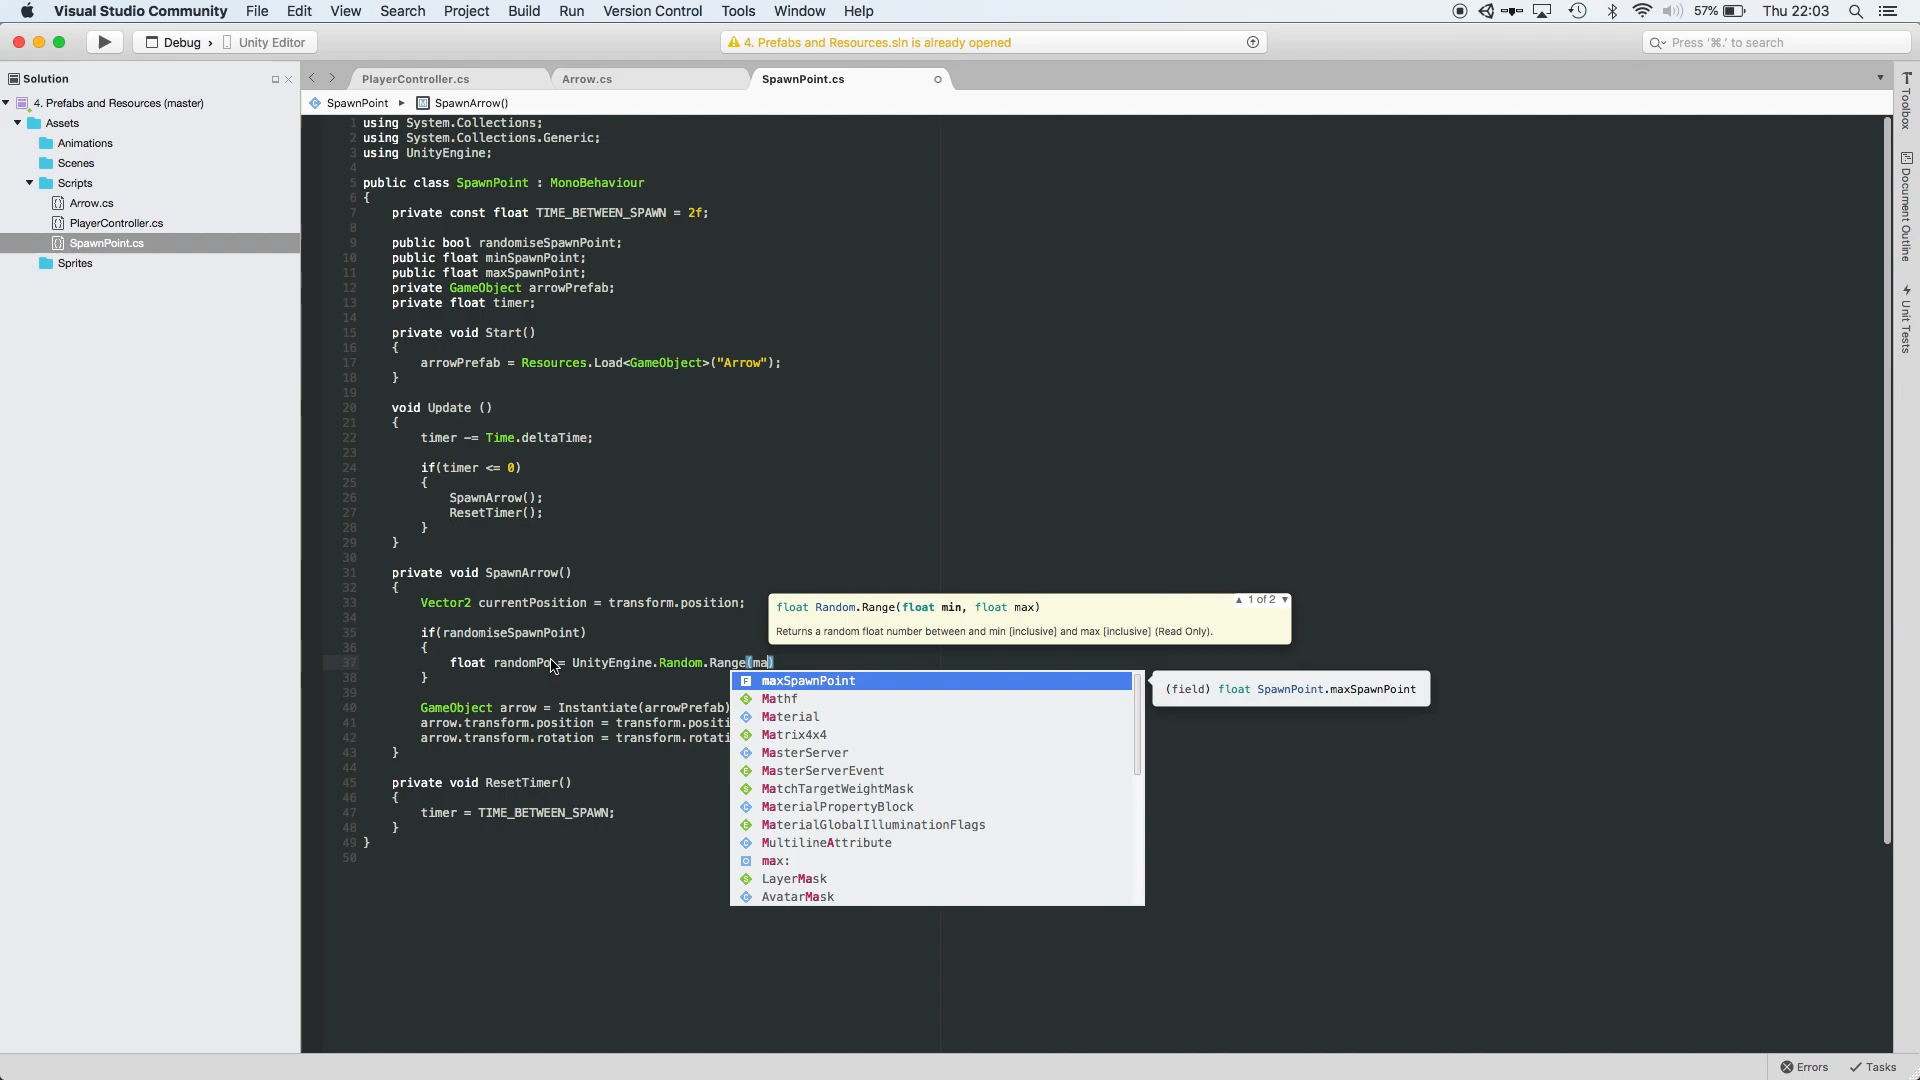 Visual Studio Community File Edit View Search Project Build Run Version Control Tools Window Help 57% Thu 22:03
Debug › Unity Editor 4. Prefabs and Resources.sln is already opened Press '⌘.' to search
Solution PlayerController.cs Arrow.cs SpawnPoint.cs
4. Prefabs and Resources (master)
Assets
Animations
Scenes
Scripts
Arrow.cs
PlayerController.cs
SpawnPoint.cs
Sprites
SpawnPoint ▸ SpawnArrow()
1 using System.Collections;
2 using System.Collections.Generic;
3 using UnityEngine;
4
5 public class SpawnPoint : MonoBehaviour
6 {
7 private const float TIME_BETWEEN_SPAWN = 2f;
8
9 public bool randomiseSpawnPoint;
10 public float minSpawnPoint;
11 public float maxSpawnPoint;
12 private GameObject arrowPrefab;
13 private float timer;
14
15 private void Start()
16 {
17 arrowPrefab = Resources.Load<GameObject>("Arrow");
18 }
19
20 void Update ()
21 {
22 timer -= Time.deltaTime;
23
24 if(timer <= 0)
25 {
26 SpawnArrow();
27 ResetTimer();
28 }
29 }
30
31 private void SpawnArrow()
32 {
33 Vector2 currentPosition = transform.position;
34
35 if(randomiseSpawnPoint)
36 {
37 float randomPo = UnityEngine.Random.Range(ma)
38 }
39
40 GameObject arrow = Instantiate(arrowPrefab)
41 arrow.transform.position = transform.positi
42 arrow.transform.rotation = transform.rotati
43 }
44
45 private void ResetTimer()
46 {
47 timer = TIME_BETWEEN_SPAWN;
48 }
49 }
50
float Random.Range(float min, float max) ▲ 1 of 2 ▼
Returns a random float number between and min [inclusive] and max [inclusive] (Read Only).
maxSpawnPoint
Mathf
Material
Matrix4x4
MasterServer
MasterServerEvent
MatchTargetWeightMask
MaterialPropertyBlock
MaterialGlobalIlluminationFlags
MultilineAttribute
max:
LayerMask
AvatarMask
(field) float SpawnPoint.maxSpawnPoint
Toolbox
Document Outline
Unit Tests
Errors Tasks